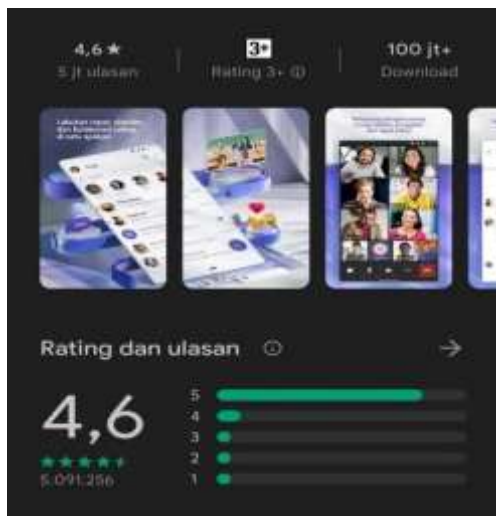 4,6 ★
5 jt ulasan
3+
Rating 3+
100 jt+
Download
Rating dan ulasan
4,6
5.091.256
5
4
3
2
1